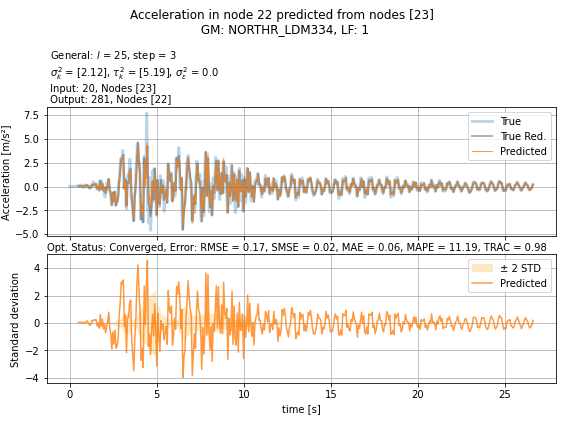 Acceleration in node 22 predicted from nodes [23]
GM: NORTHR_LDM334, LF: 1
General: l = 25, step = 3
σ²ₖ = [2.12], τ²ₖ = [5.19], σ²ε = 0.0
Input: 20, Nodes [23]
Output: 281, Nodes [22]
Acceleration [m/s²]
7.5
5.0
2.5
0.0
−2.5
−5.0
True
True Red.
Predicted
Opt. Status: Converged, Error: RMSE = 0.17, SMSE = 0.02, MAE = 0.06, MAPE = 11.19, TRAC = 0.98
Standard deviation
4
2
0
−2
−4
± 2 STD
Predicted
0 5 10 15 20 25
time [s]